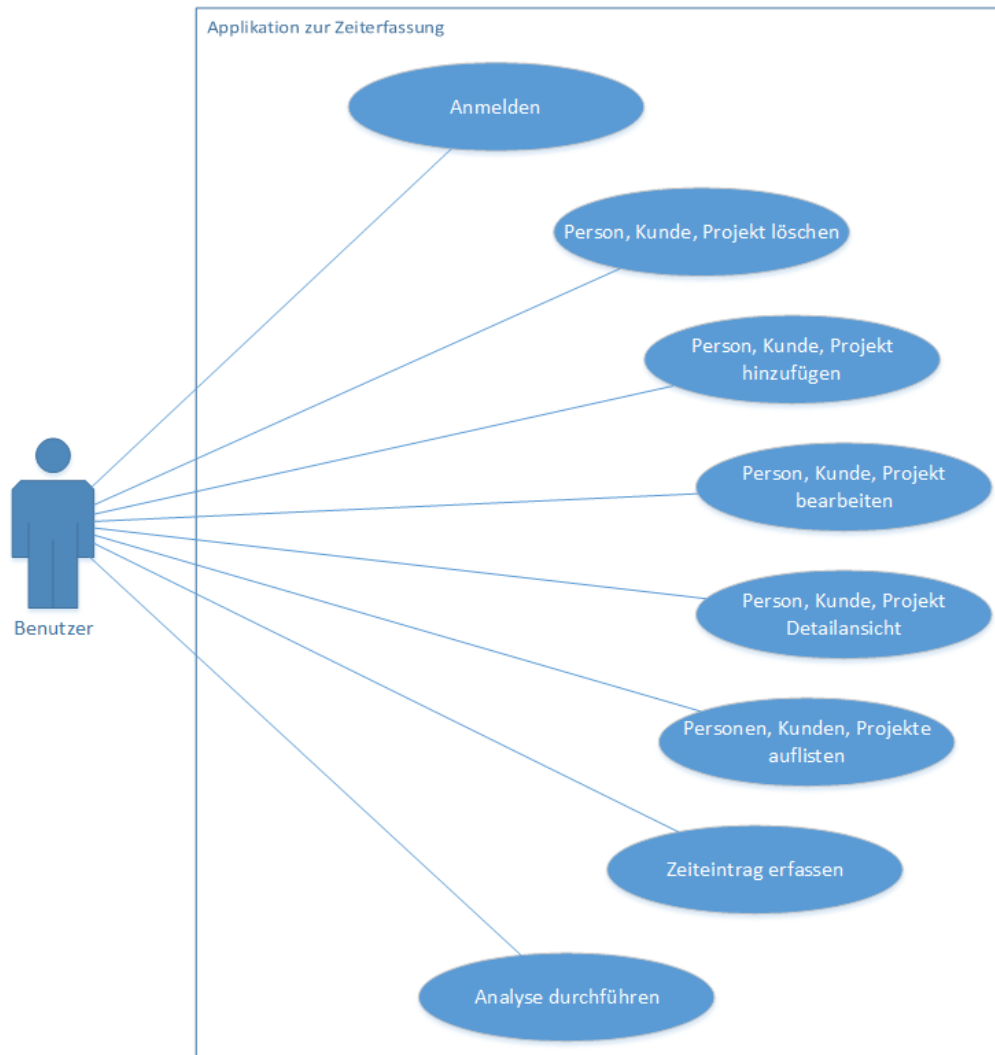 Applikation zur Zeiterfassung
Anmelden
Person, Kunde, Projekt löschen
Person, Kunde, Projekt
hinzufügen
Person, Kunde, Projekt
bearbeiten
Person, Kunde, Projekt
Detailansicht
Benutzer
Personen, Kunden, Projekte
auflisten
Zeiteintrag erfassen
Analyse durchführen